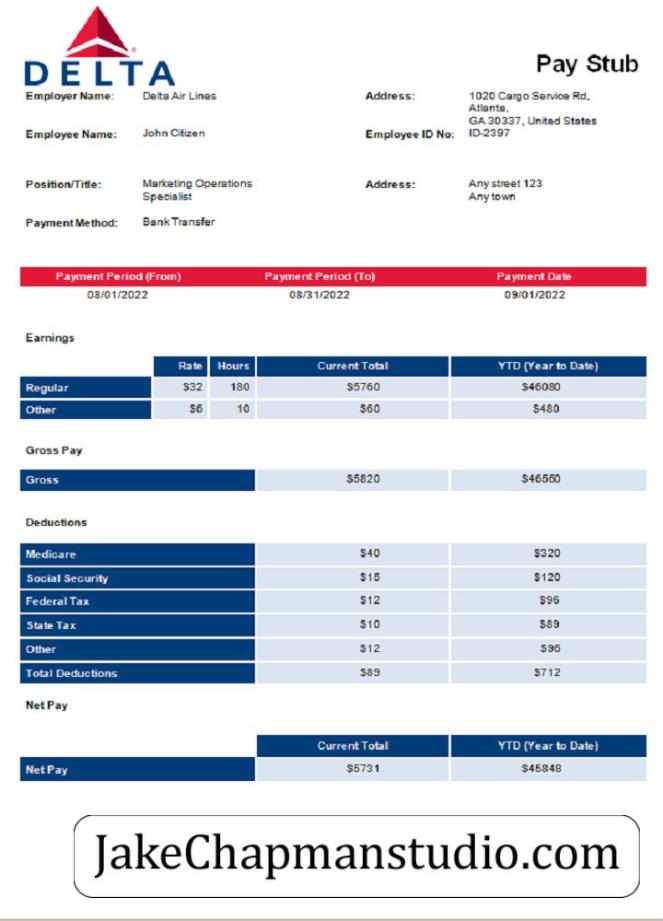 DELTA
Pay Stub
Employer Name: Delta Air Lines Address: 1020 Cargo Service Rd,
Atlanta,
GA 30337, United States
Employee Name: John Citizen Employee ID No: ID-2397
Position/Title: Marketing Operations Address: Any street 123
Specialist Any town
Payment Method: Bank Transfer
Payment Period (From) Payment Period (To) Payment Date
08/01/2022 08/31/2022 09/01/2022
Earnings
Rate Hours Current Total YTD (Year to Date)
Regular $32 180 $5760 $46080
Other $6 10 $60 $480
Gross Pay
Gross $5820 $46560
Deductions
Medicare $40 $320
Social Security $15 $120
Federal Tax $12 $96
State Tax $10 $89
Other $12 $96
Total Deductions $89 $712
Net Pay
Current Total YTD (Year to Date)
Net Pay $5731 $45848
JakeChapmanstudio.com